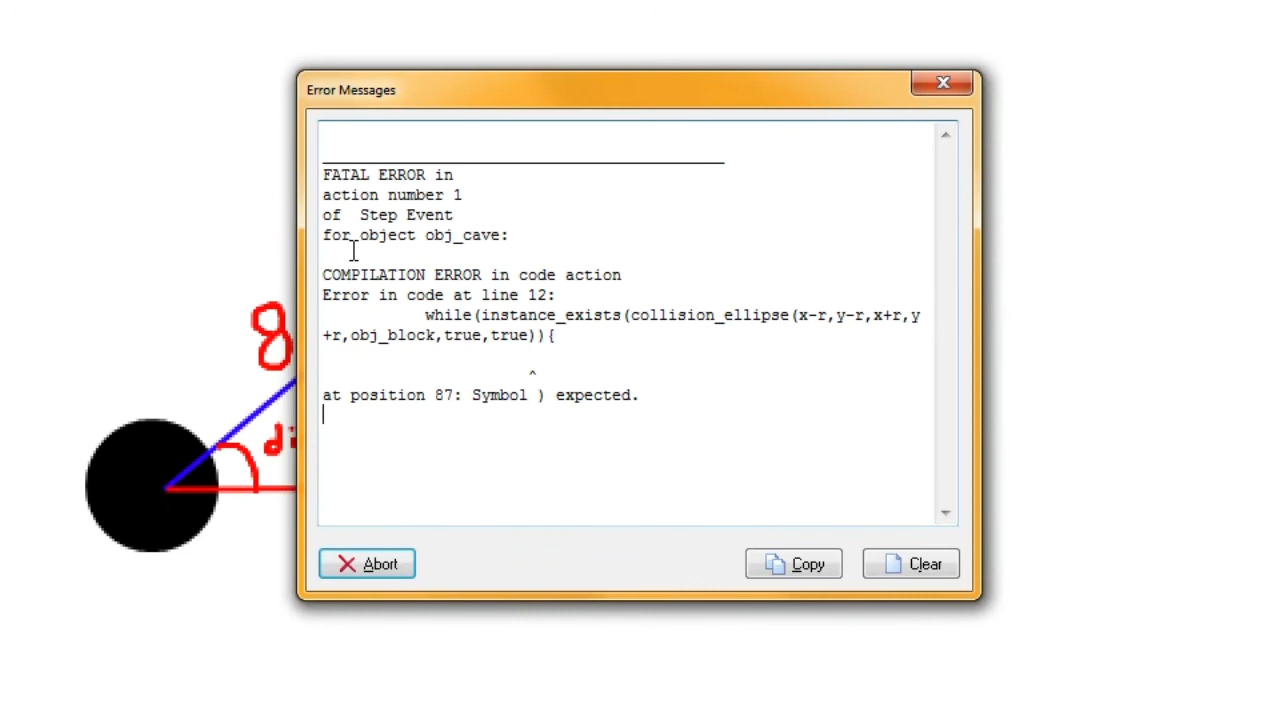 Error Messages
FATAL ERROR in
action number 1
of  Step Event
for object obj_cave:
COMPILATION ERROR in code action
Error in code at line 12:
while(instance_exists(collision_ellipse(x-r,y-r,x+r,y
+r,obj_block,true,true)){
^
at position 87: Symbol ) expected.
8
di
Abort
Copy
Clear